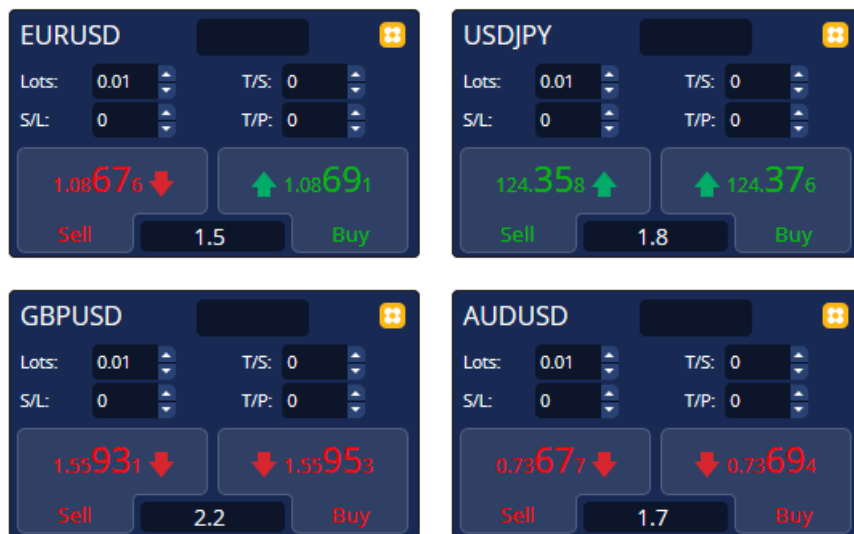 EURUSD
Lots: 0.01 T/S: 0
S/L: 0 T/P: 0
1.08676 1.08691
Sell 1.5 Buy
USDJPY
Lots: 0.01 T/S: 0
S/L: 0 T/P: 0
124.358 124.376
Sell 1.8 Buy
GBPUSD
Lots: 0.01 T/S: 0
S/L: 0 T/P: 0
1.55931 1.55953
Sell 2.2 Buy
AUDUSD
Lots: 0.01 T/S: 0
S/L: 0 T/P: 0
0.73677 0.73694
Sell 1.7 Buy